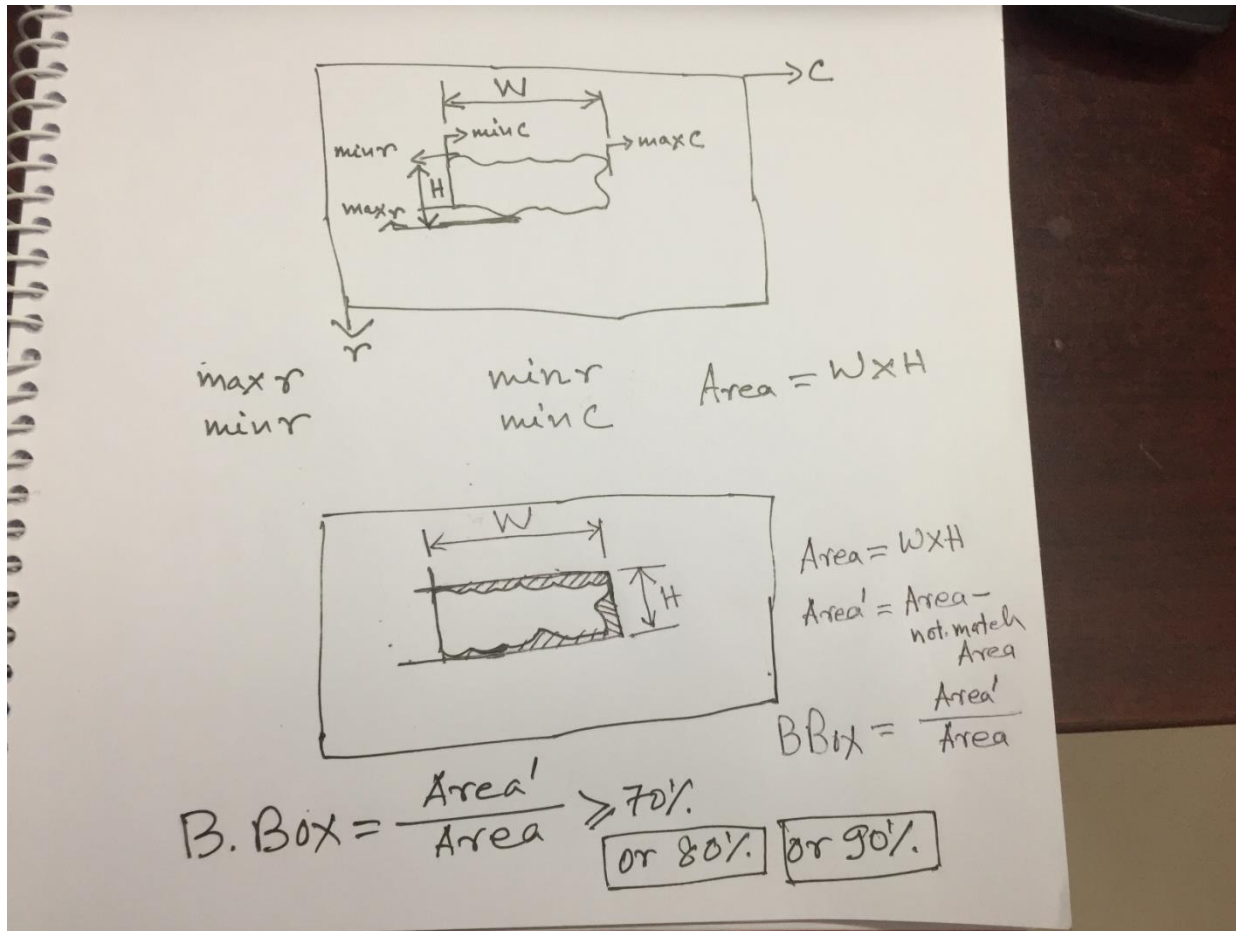 → C
W
min c
min r
→ max c
H
max r
r
max r
min r
min r
min c
Area = W×H
W
H
Area = W×H
Area' = Area -
not. match
Area
BBox = Area' / Area
B. Box = Area' / Area ≥ 70%
or 80%. or 90%.